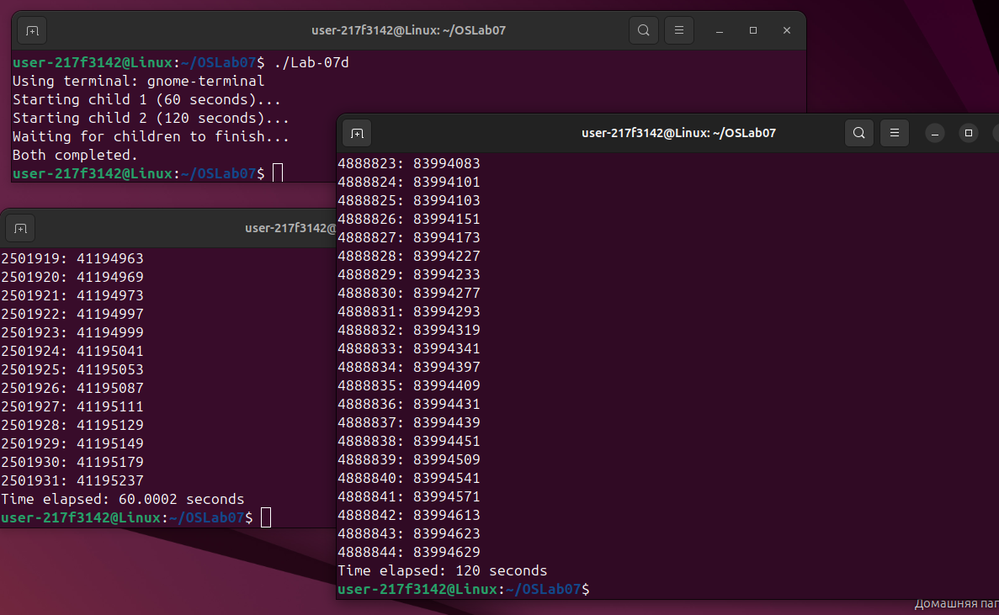 user-217f3142@Linux: ~/OSLab07
user-217f3142@Linux:~/OSLab07$ ./Lab-07d
Using terminal: gnome-terminal
Starting child 1 (60 seconds)...
Starting child 2 (120 seconds)...
Waiting for children to finish...
Both completed.
user-217f3142@Linux:~/OSLab07$
user-217f3142@
2501919: 41194963
2501920: 41194969
2501921: 41194973
2501922: 41194997
2501923: 41194999
2501924: 41195041
2501925: 41195053
2501926: 41195087
2501927: 41195111
2501928: 41195129
2501929: 41195149
2501930: 41195179
2501931: 41195237
Time elapsed: 60.0002 seconds
user-217f3142@Linux:~/OSLab07$
user-217f3142@Linux: ~/OSLab07
4888823: 83994083
4888824: 83994101
4888825: 83994103
4888826: 83994151
4888827: 83994173
4888828: 83994227
4888829: 83994233
4888830: 83994277
4888831: 83994293
4888832: 83994319
4888833: 83994341
4888834: 83994397
4888835: 83994409
4888836: 83994431
4888837: 83994439
4888838: 83994451
4888839: 83994509
4888840: 83994541
4888841: 83994571
4888842: 83994613
4888843: 83994623
4888844: 83994629
Time elapsed: 120 seconds
user-217f3142@Linux:~/OSLab07$
Домашняя пап